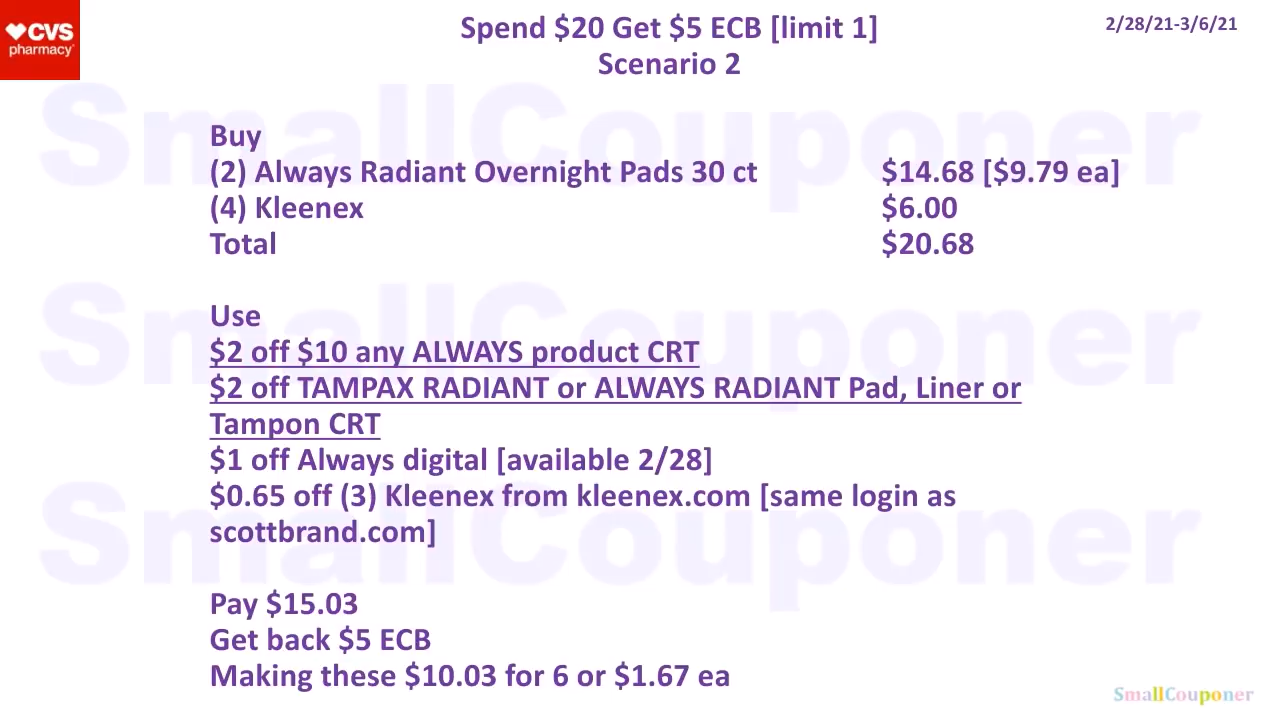 CVS
pharmacy
Spend $20 Get $5 ECB [limit 1]
2/28/21-3/6/21
Scenario 2
SmallCouponer
Buy
(2) Always Radiant Overnight Pads 30 ct $14.68 [$9.79 ea]
(4) Kleenex $6.00
Total $20.68
SmallCouponer
Use
$2 off $10 any ALWAYS product CRT
$2 off TAMPAX RADIANT or ALWAYS RADIANT Pad, Liner or
Tampon CRT
$1 off Always digital [available 2/28]
$0.65 off (3) Kleenex from kleenex.com [same login as
scottbrand.com]
SmallCouponer
Pay $15.03
Get back $5 ECB
Making these $10.03 for 6 or $1.67 ea
SmallCouponer